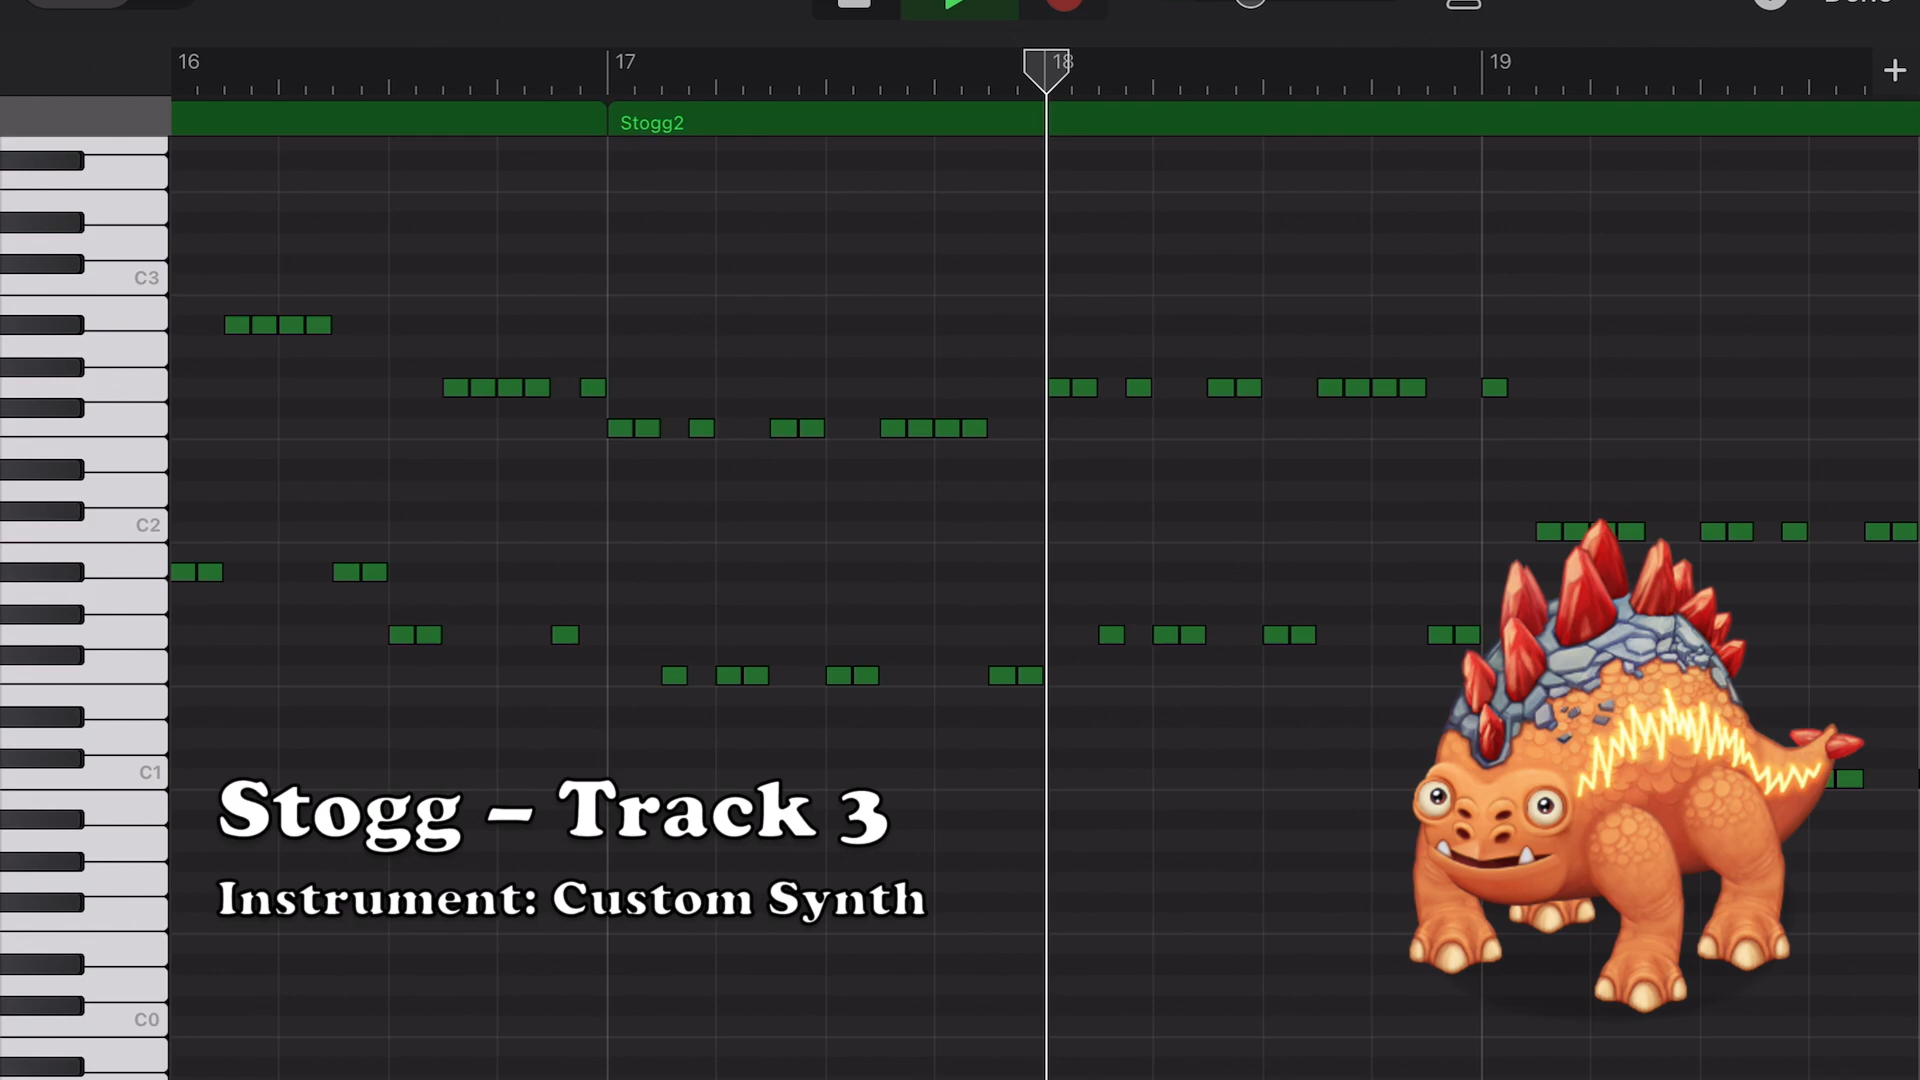 16 17 18 19
Stogg2
C3
C2
C1
Stogg – Track 3
Instrument: Custom Synth
C0